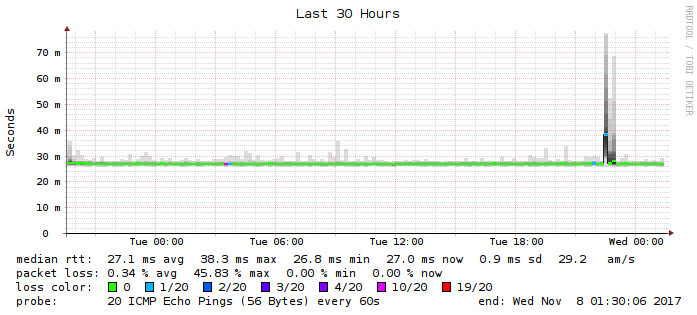 Last 30 Hours
RRDTOOL / TOBI OETIKER
Seconds
70 m
60 m
50 m
40 m
30 m
20 m
10 m
0
Tue 00:00 Tue 06:00 Tue 12:00 Tue 18:00 Wed 00:00
median rtt: 27.1 ms avg 38.3 ms max 26.8 ms min 27.0 ms now 0.9 ms sd 29.2 am/s
packet loss: 0.34 % avg 45.83 % max 0.00 % min 0.00 % now
loss color: 0 1/20 2/20 3/20 4/20 10/20 19/20
probe: 20 ICMP Echo Pings (56 Bytes) every 60s end: Wed Nov 8 01:30:06 2017